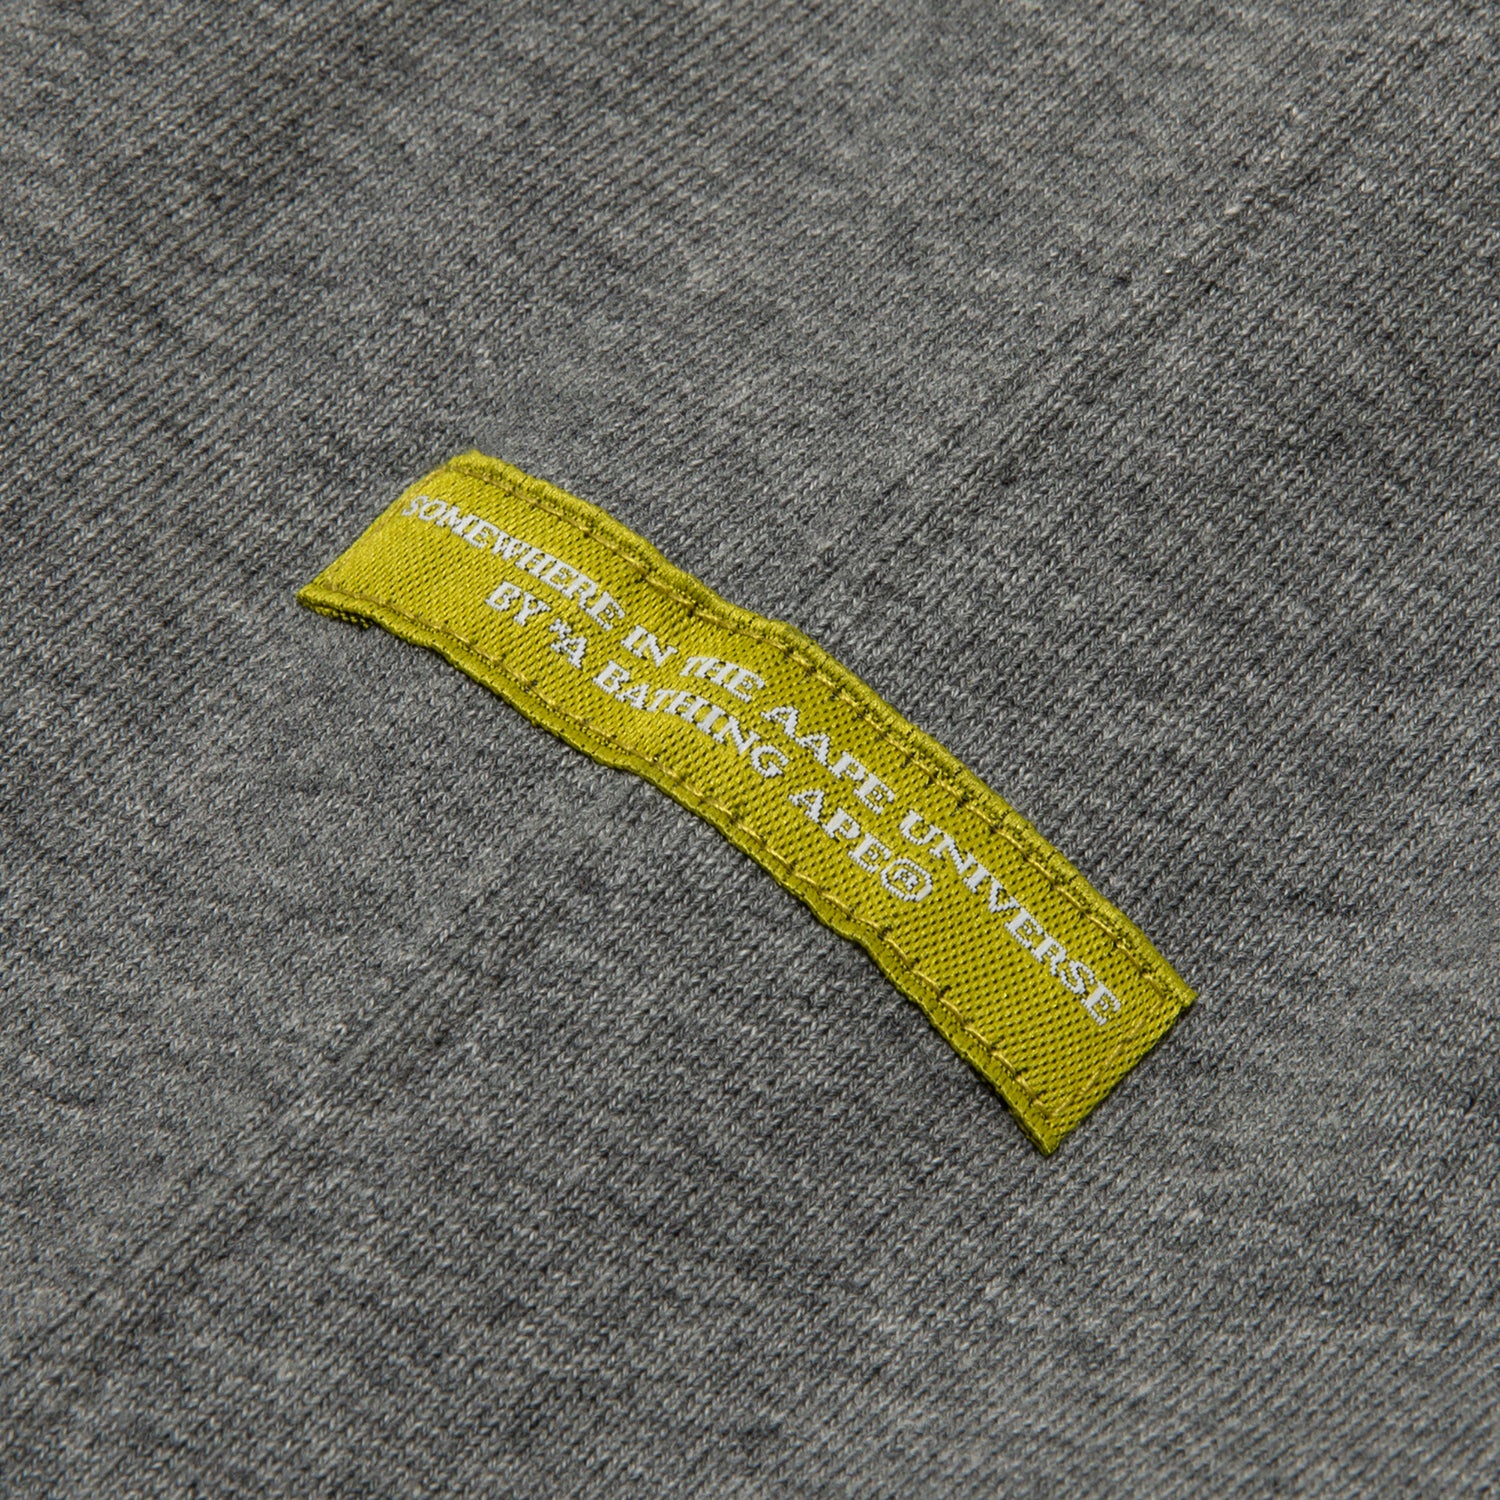 SOMEWHERE IN THE AAPE UNIVERSE
BY *A BATHING APE®